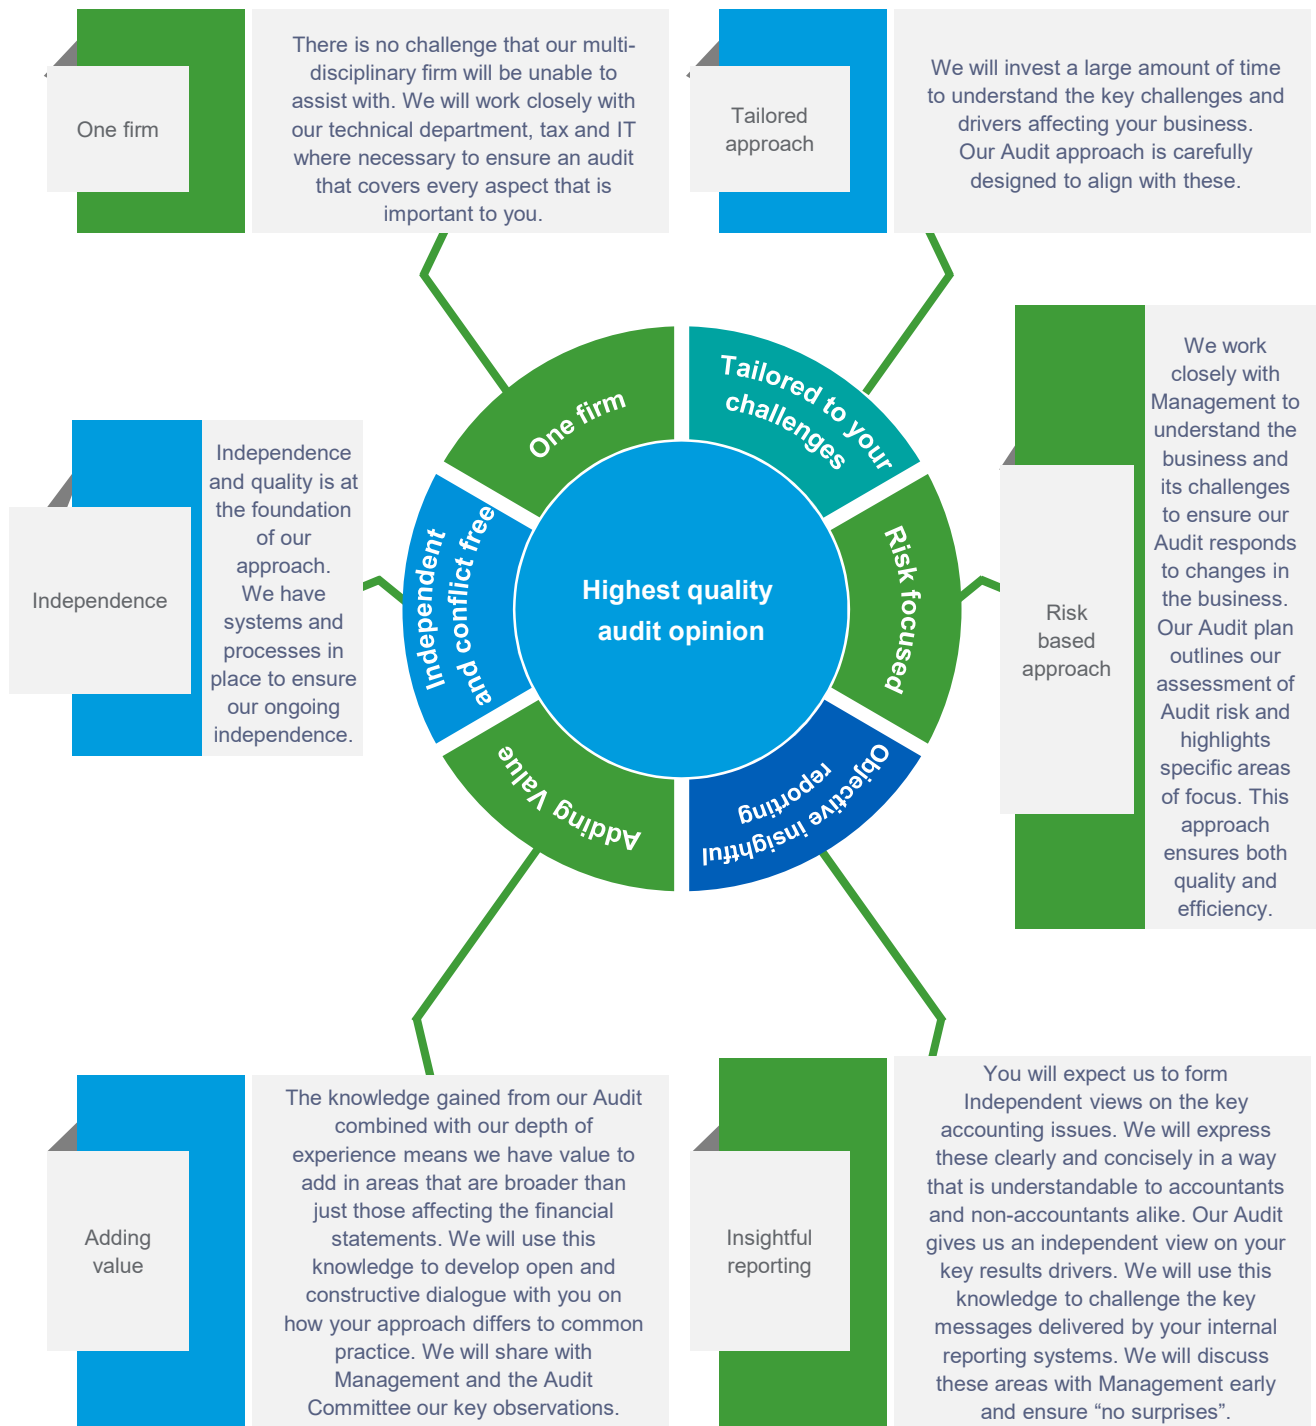 One firm
There is no challenge that our multi-
disciplinary firm will be unable to
assist with. We will work closely with
our technical department, tax and IT
where necessary to ensure an audit
that covers every aspect that is
important to you.
Tailored
approach
We will invest a large amount of time
to understand the key challenges and
drivers affecting your business.
Our Audit approach is carefully
designed to align with these.
One firm
Tailored to your
challenges
Risk focused
Objective insightful
reporting
Adding Value
Independent
and conflict free
Highest quality
audit opinion
Independence
Independence
and quality is at
the foundation
of our
approach.
We have
systems and
processes in
place to ensure
our ongoing
independence.
Risk
based
approach
We work
closely with
Management to
understand the
business and
its challenges
to ensure our
Audit responds
to changes in
the business.
Our Audit plan
outlines our
assessment of
Audit risk and
highlights
specific areas
of focus. This
approach
ensures both
quality and
efficiency.
Adding
value
The knowledge gained from our Audit
combined with our depth of
experience means we have value to
add in areas that are broader than
just those affecting the financial
statements. We will use this
knowledge to develop open and
constructive dialogue with you on
how your approach differs to common
practice. We will share with
Management and the Audit
Committee our key observations.
Insightful
reporting
You will expect us to form
Independent views on the key
accounting issues. We will express
these clearly and concisely in a way
that is understandable to accountants
and non-accountants alike. Our Audit
gives us an independent view on your
key results drivers. We will use this
knowledge to challenge the key
messages delivered by your internal
reporting systems. We will discuss
these areas with Management early
and ensure “no surprises”.